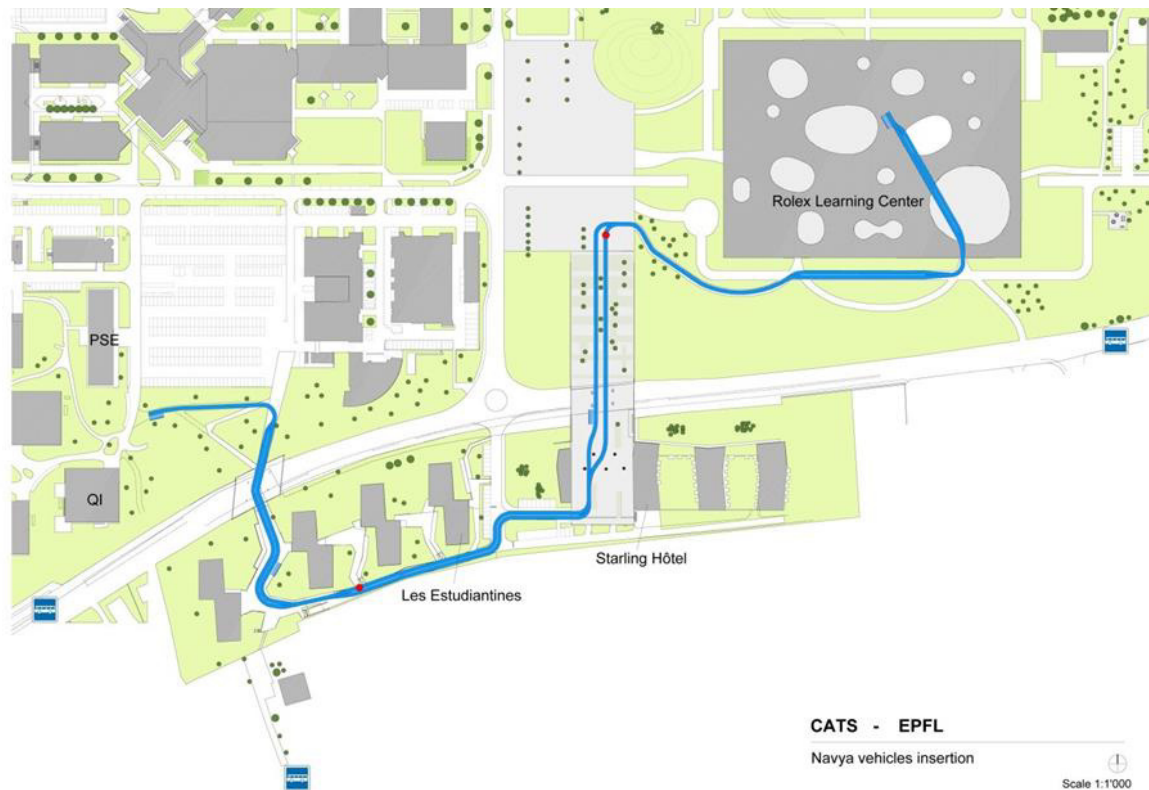 Rolex Learning Center
PSE
QI
Starling Hôtel
Les Estudiantines
CATS - EPFL
Navya vehicles insertion
Scale 1:1'000